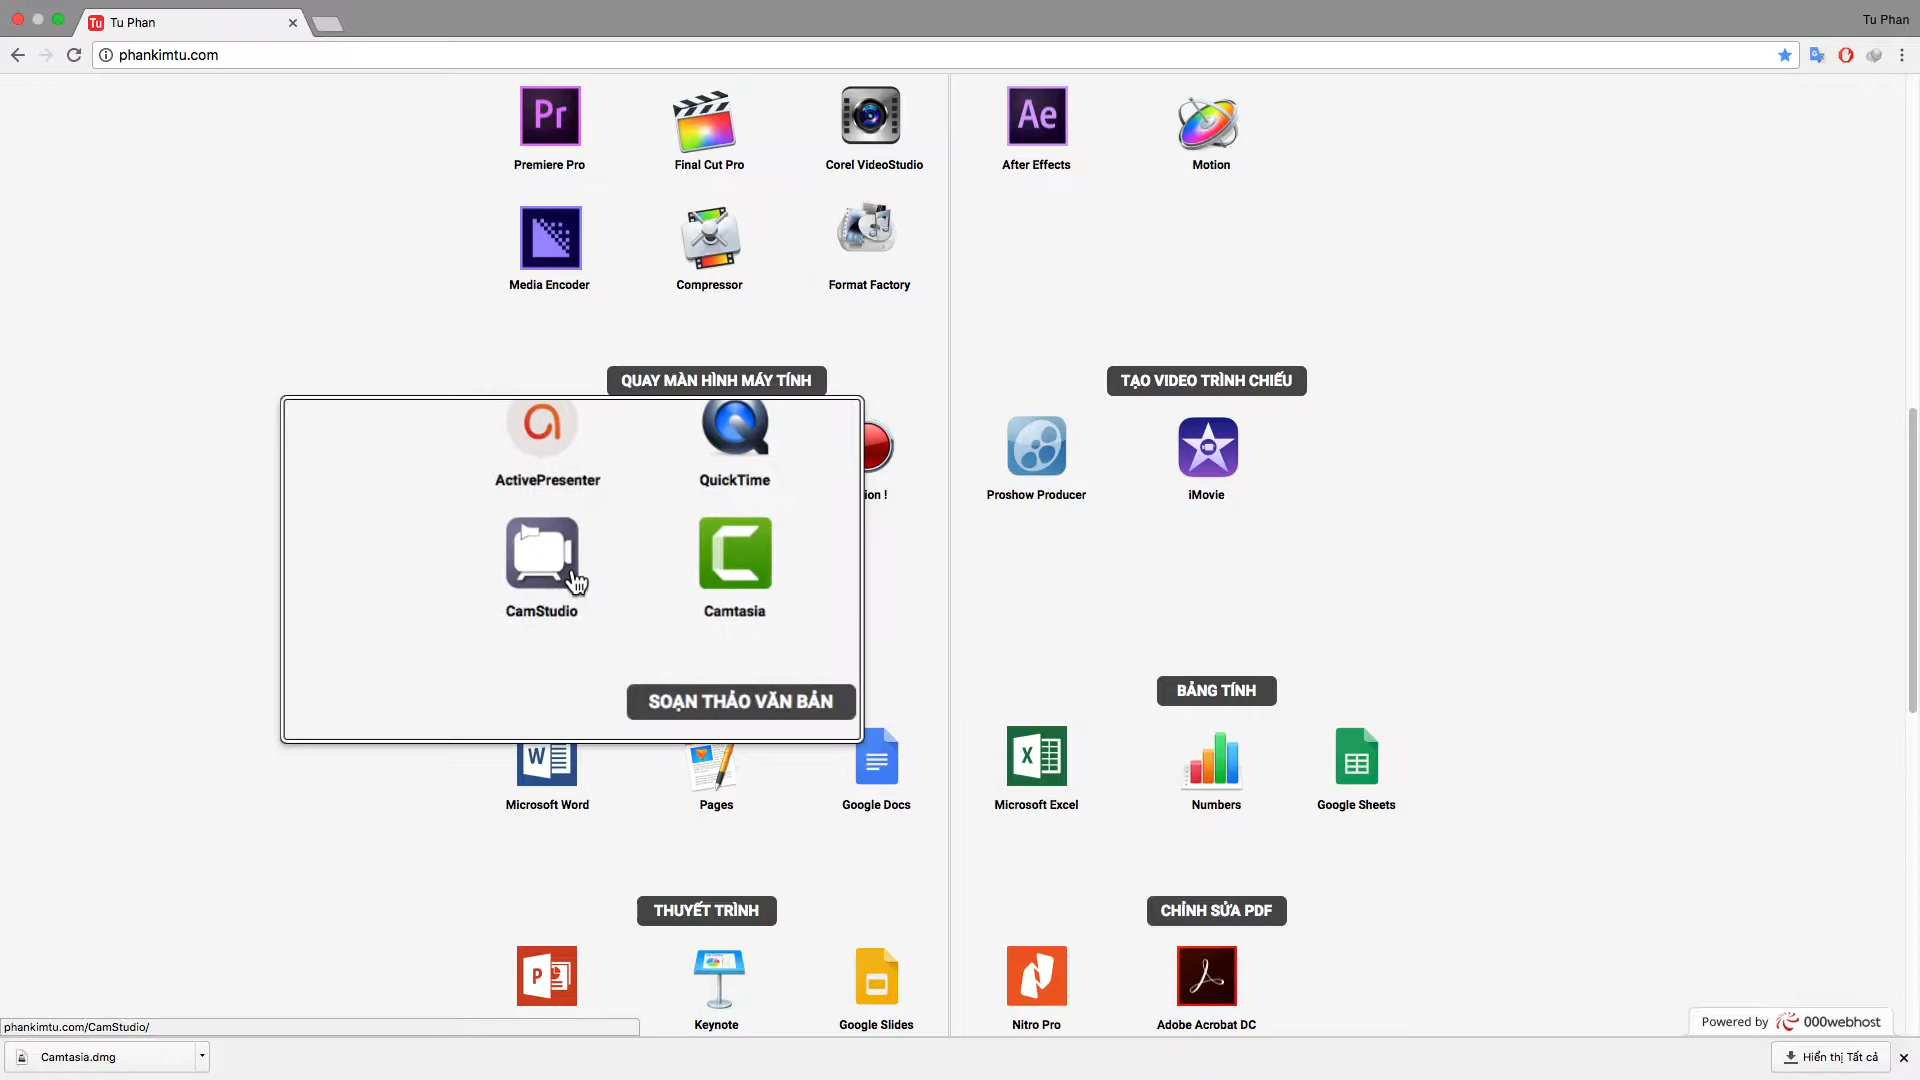 Tu Tu Phan
Tu Phan
phankimtu.com
Pr
Ae
Premiere Pro
Final Cut Pro
Corel VideoStudio
After Effects
Motion
Media Encoder
Compressor
Format Factory
QUAY MÀN HÌNH MÁY TÍNH
TẠO VIDEO TRÌNH CHIẾU
ActivePresenter
QuickTime
ion !
Proshow Producer
iMovie
CamStudio
Camtasia
SOẠN THẢO VĂN BẢN
BẢNG TÍNH
Microsoft Word
Pages
Google Docs
Microsoft Excel
Numbers
Google Sheets
THUYẾT TRÌNH
CHỈNH SỬA PDF
Keynote
Google Slides
Nitro Pro
Adobe Acrobat DC
Powered by 000webhost
phankimtu.com/CamStudio/
Camtasia.dmg
Hiển thị Tất cả